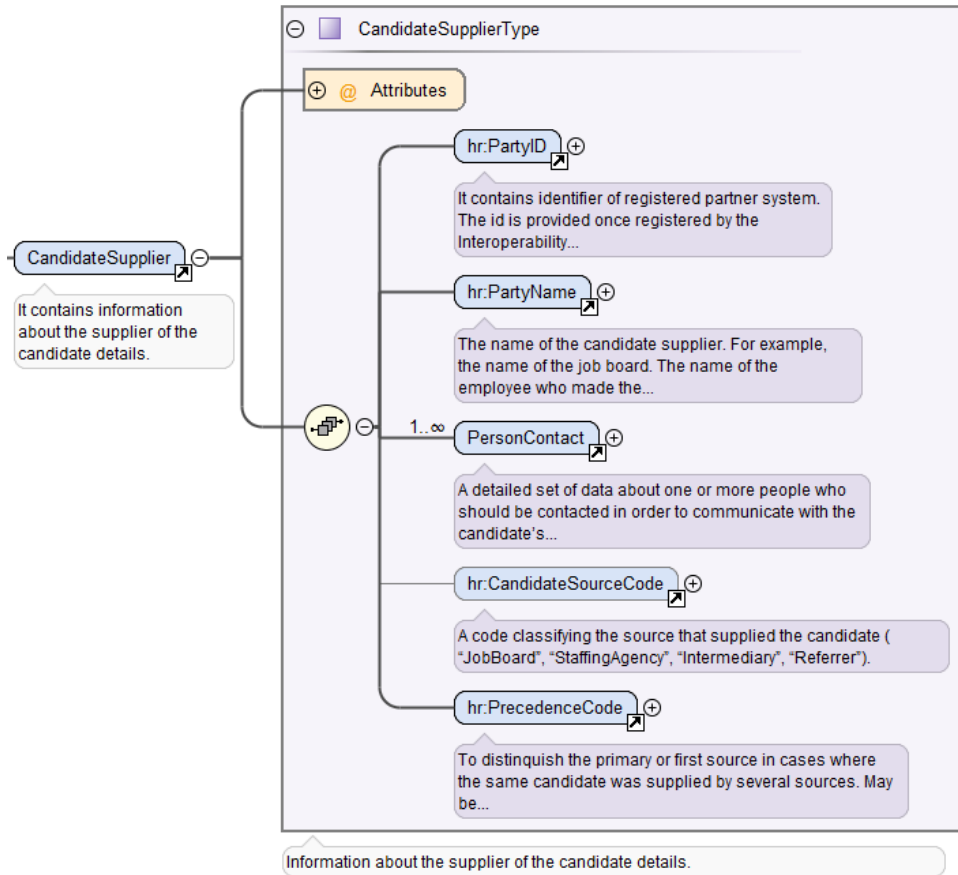 CandidateSupplierType
@ Attributes
hr:PartyID
It contains identifier of registered partner system.
The id is provided once registered by the
Interoperability...
CandidateSupplier
It contains information
about the supplier of the
candidate details.
hr:PartyName
The name of the candidate supplier. For example,
the name of the job board. The name of the
employee who made the...
1..∞
PersonContact
A detailed set of data about one or more people who
should be contacted in order to communicate with the
candidate's...
hr:CandidateSourceCode
A code classifying the source that supplied the candidate (
“JobBoard”, “StaffingAgency”, “Intermediary”, “Referrer”).
hr:PrecedenceCode
To distinquish the primary or first source in cases where
the same candidate was supplied by several sources. May
be...
Information about the supplier of the candidate details.